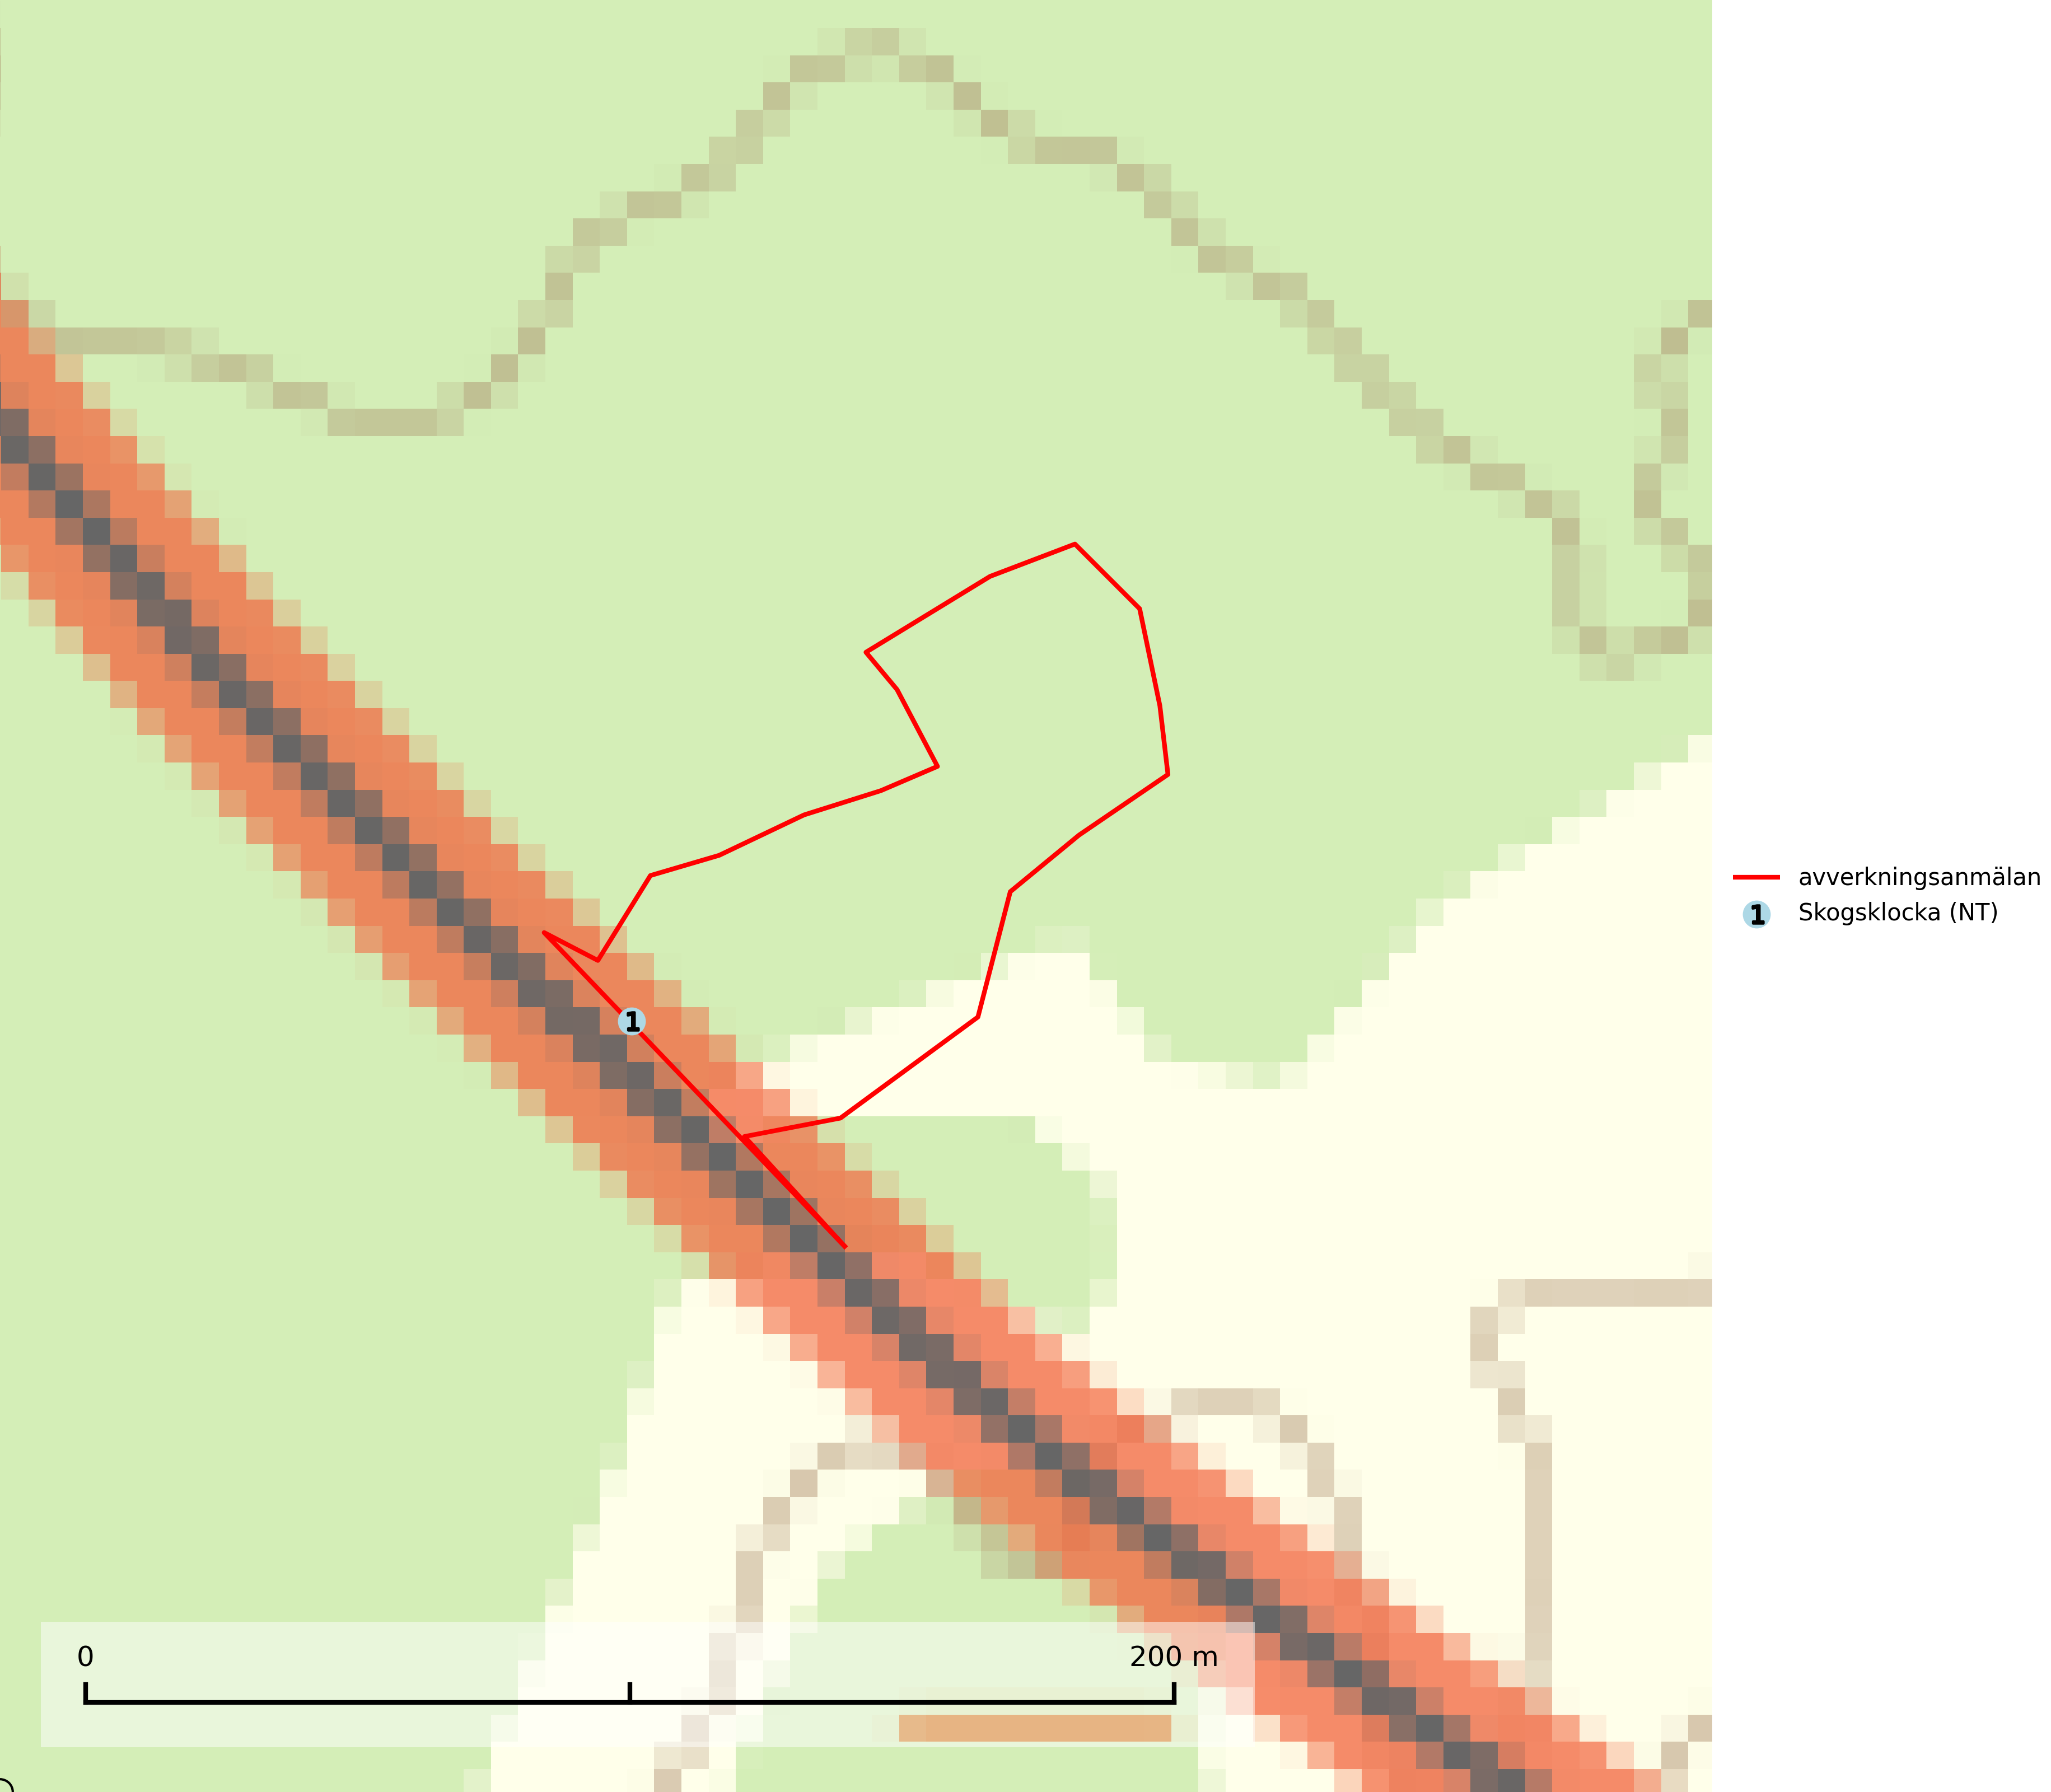 avverkningsanmälan
1 Skogsklocka (NT)
1
0 200 m